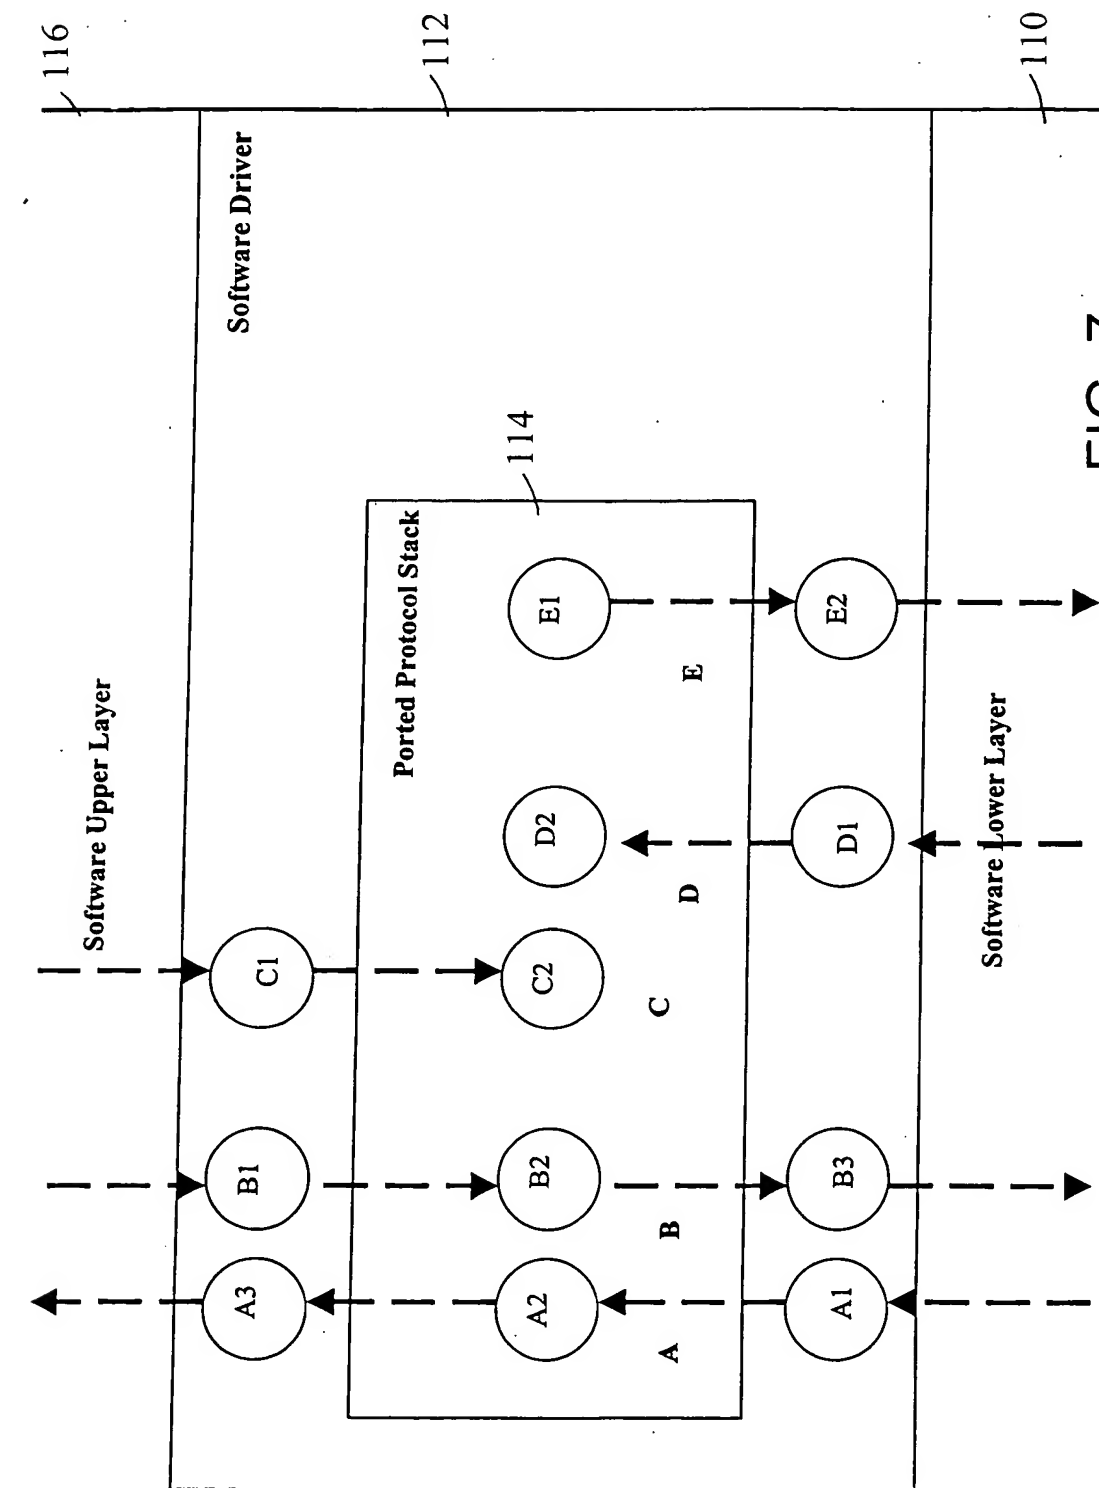 116
Software Upper Layer
Software Driver
A3
B1
C1
Ported Protocol Stack
112
114
A2
B2
C2
D2
E1
A
B
C
D
E
A1
B3
D1
E2
Software Lower Layer
110
FIG